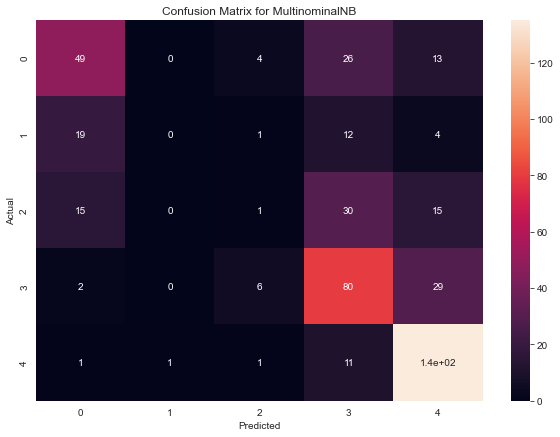 Confusion Matrix for MultinominalNB
Actual
0 49 0 4 26 13
1 19 0 1 12 4
2 15 0 1 30 15
3 2 0 6 80 29
4 1 1 1 11 1.4e+02
0 1 2 3 4
Predicted
120
100
80
60
40
20
0